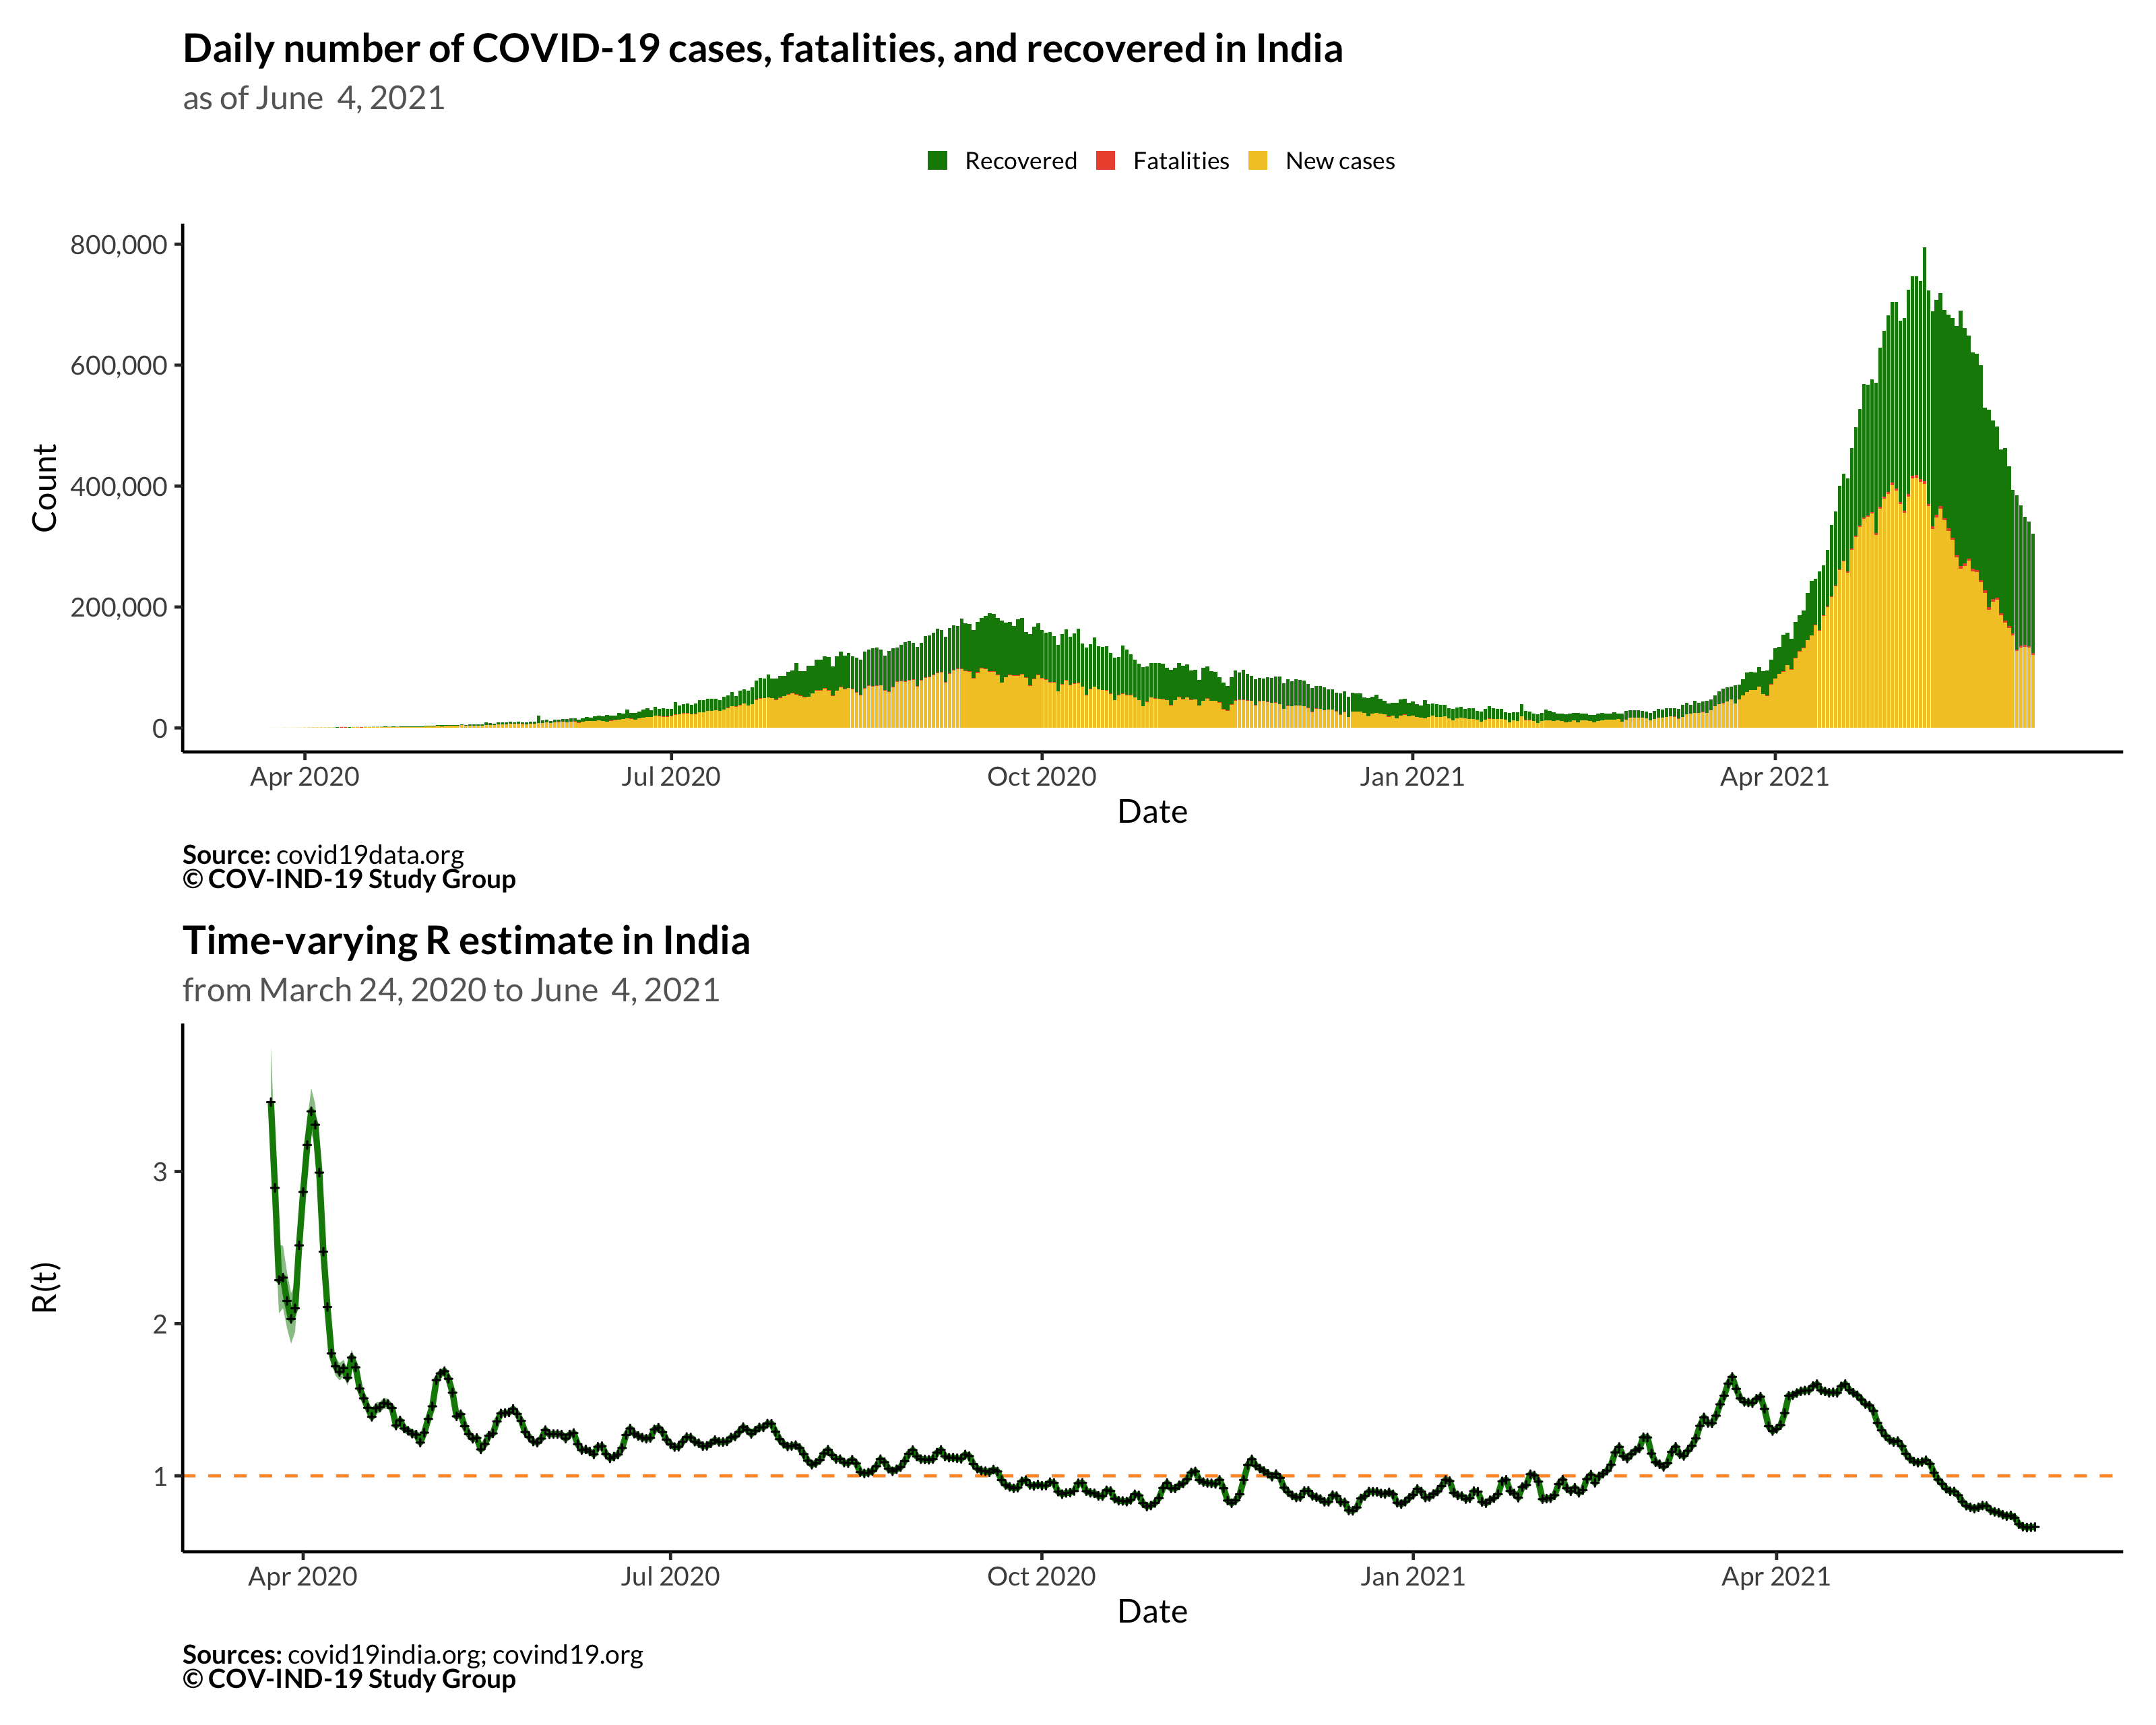 Daily number of COVID-19 cases, fatalities, and recovered in India
as of June  4, 2021
Recovered Fatalities New cases
800,000
600,000
400,000
200,000
0
Count
Apr 2020 Jul 2020 Oct 2020 Jan 2021 Apr 2021
Date
Source: covid19data.org
© COV-IND-19 Study Group
Time-varying R estimate in India
from March 24, 2020 to June  4, 2021
3
2
1
R(t)
Apr 2020 Jul 2020 Oct 2020 Jan 2021 Apr 2021
Date
Sources: covid19india.org; covind19.org
© COV-IND-19 Study Group